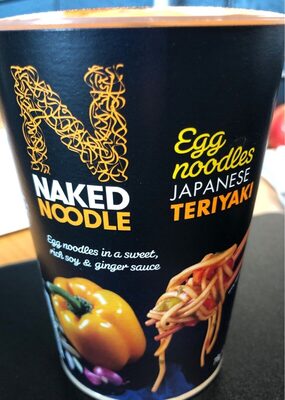 NAKED
NOODLE
Egg noodles in a sweet,
rich soy & ginger sauce
Egg
noodles
JAPANESE
TERIYAKI